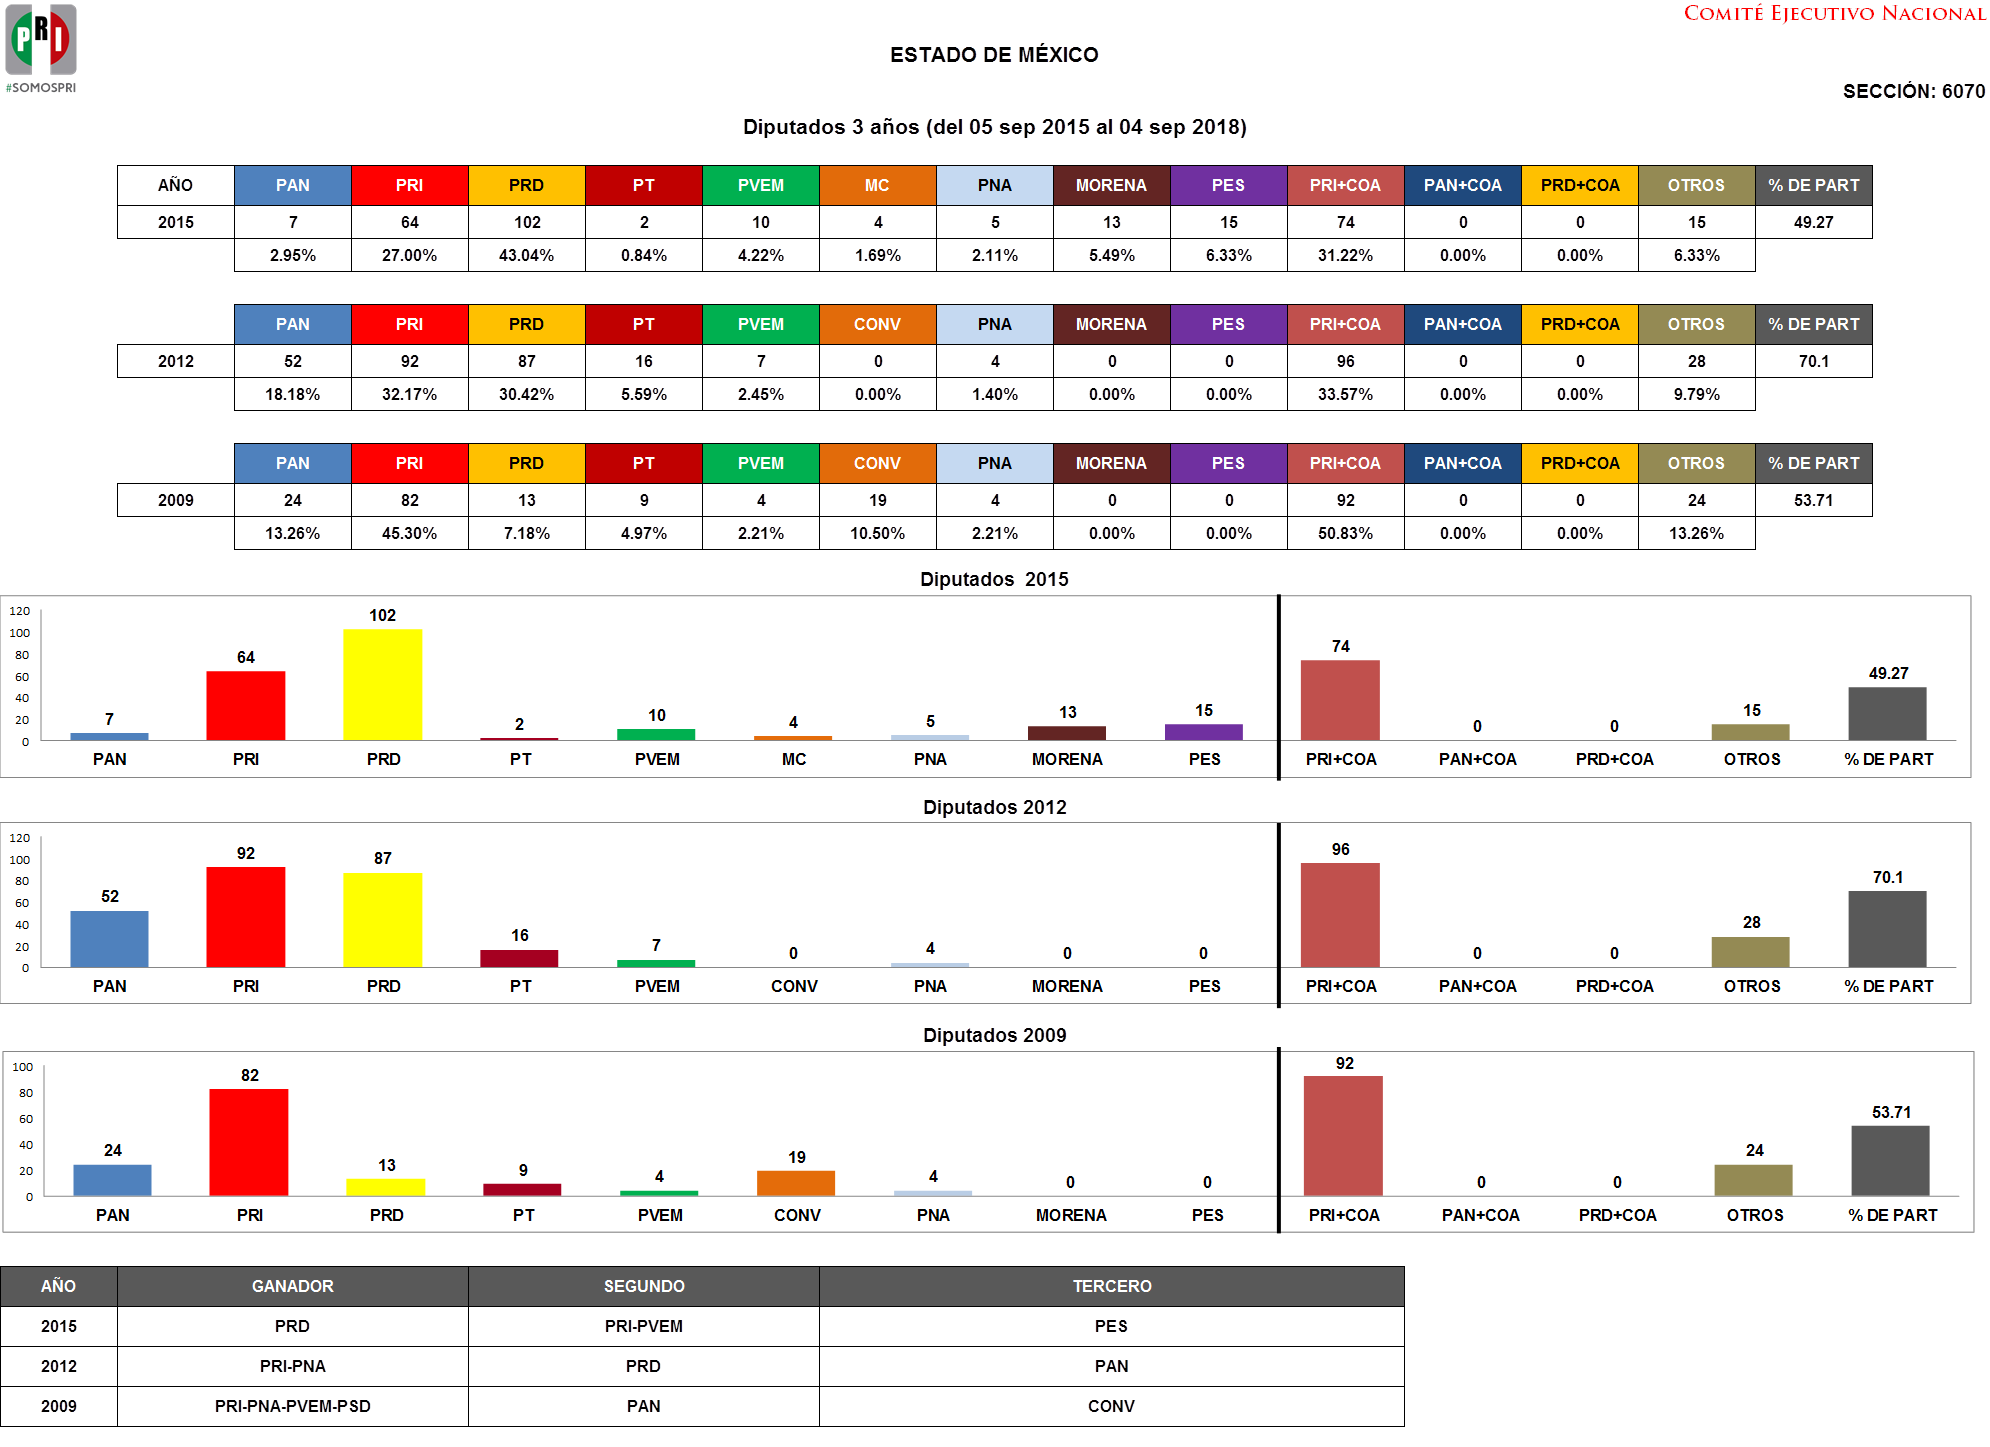 PRI
#SOMOSPRI
COMITÉ EJECUTIVO NACIONAL
ESTADO DE MÉXICO
SECCIÓN: 6070
Diputados 3 años (del 05 sep 2015 al 04 sep 2018)
AÑO PAN PRI PRD PT PVEM MC PNA MORENA PES PRI+COA PAN+COA PRD+COA OTROS % DE PART
2015 7 64 102 2 10 4 5 13 15 74 0 0 15 49.27
2.95% 27.00% 43.04% 0.84% 4.22% 1.69% 2.11% 5.49% 6.33% 31.22% 0.00% 0.00% 6.33%
PAN PRI PRD PT PVEM CONV PNA MORENA PES PRI+COA PAN+COA PRD+COA OTROS % DE PART
2012 52 92 87 16 7 0 4 0 0 96 0 0 28 70.1
18.18% 32.17% 30.42% 5.59% 2.45% 0.00% 1.40% 0.00% 0.00% 33.57% 0.00% 0.00% 9.79%
PAN PRI PRD PT PVEM CONV PNA MORENA PES PRI+COA PAN+COA PRD+COA OTROS % DE PART
2009 24 82 13 9 4 19 4 0 0 92 0 0 24 53.71
13.26% 45.30% 7.18% 4.97% 2.21% 10.50% 2.21% 0.00% 0.00% 50.83% 0.00% 0.00% 13.26%
Diputados 2015
120
100
80
60
40
20
0
7 64 102 2 10 4 5 13 15 74 0 0 15 49.27
PAN PRI PRD PT PVEM MC PNA MORENA PES PRI+COA PAN+COA PRD+COA OTROS % DE PART
Diputados 2012
120
100
80
60
40
20
0
52 92 87 16 7 0 4 0 0 96 0 0 28 70.1
PAN PRI PRD PT PVEM CONV PNA MORENA PES PRI+COA PAN+COA PRD+COA OTROS % DE PART
Diputados 2009
100
80
60
40
20
0
24 82 13 9 4 19 4 0 0 92 0 0 24 53.71
PAN PRI PRD PT PVEM CONV PNA MORENA PES PRI+COA PAN+COA PRD+COA OTROS % DE PART
AÑO GANADOR SEGUNDO TERCERO
2015 PRD PRI-PVEM PES
2012 PRI-PNA PRD PAN
2009 PRI-PNA-PVEM-PSD PAN CONV